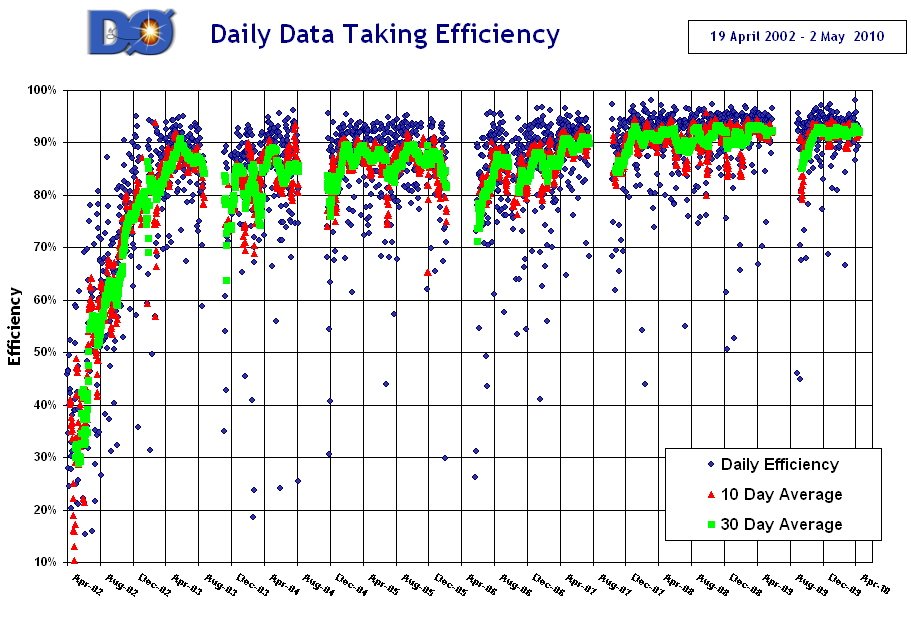 DØ
Daily Data Taking Efficiency
19 April 2002 - 2 May 2010
100%
90%
80%
70%
60%
50%
40%
30%
20%
10%
Efficiency
Daily Efficiency
10 Day Average
30 Day Average
Apr-02
Aug-02
Dec-02
Apr-03
Aug-03
Dec-03
Apr-04
Aug-04
Dec-04
Apr-05
Aug-05
Dec-05
Apr-06
Aug-06
Dec-06
Apr-07
Aug-07
Dec-07
Apr-08
Aug-08
Dec-08
Apr-09
Aug-09
Dec-09
Apr-10